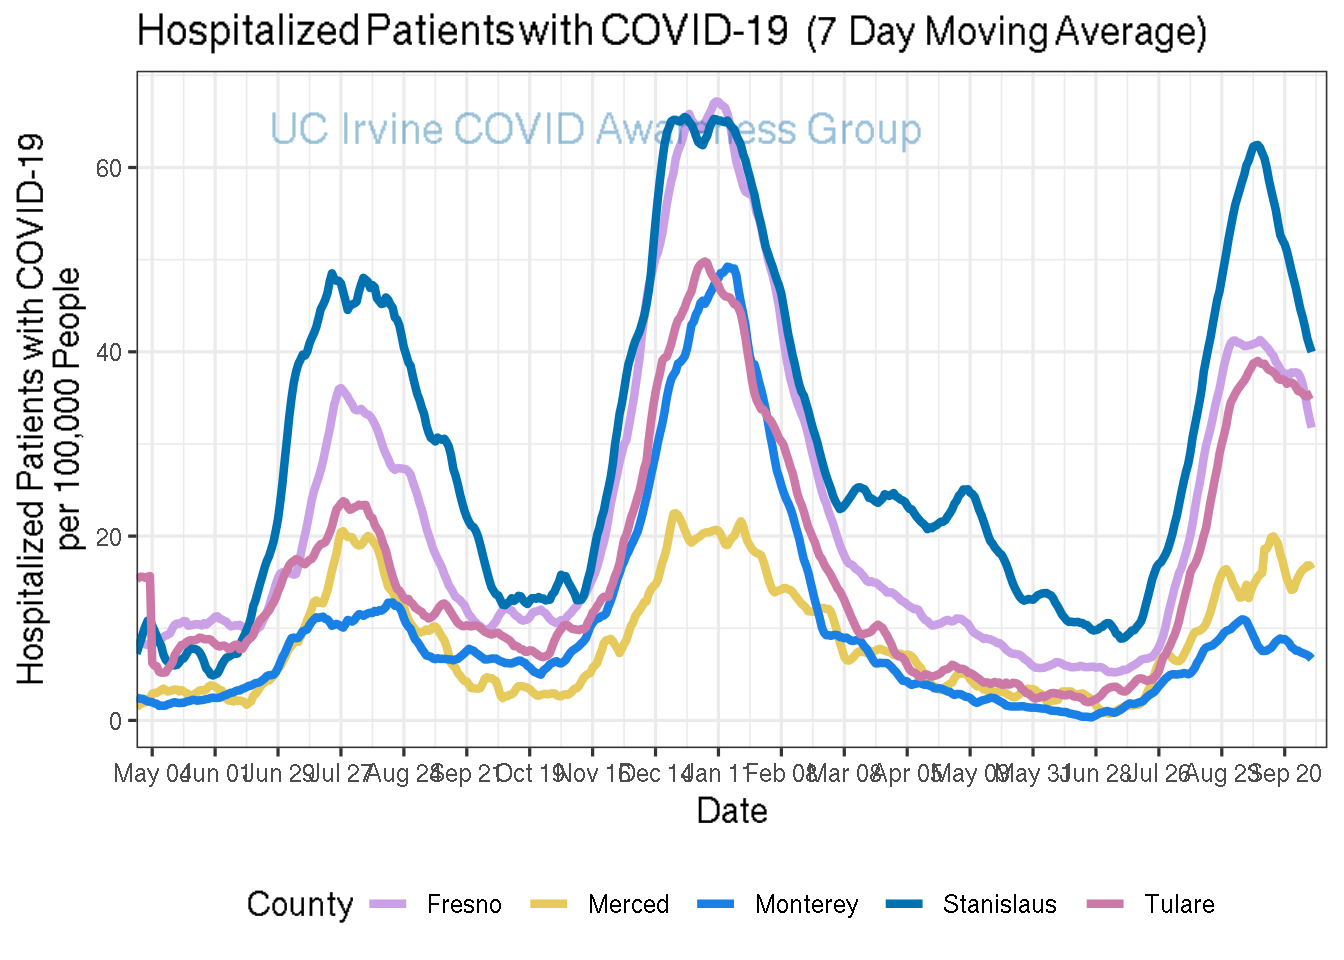 Hospitalized Patients with COVID-19 (7 Day Moving Average)
UC Irvine COVID Awareness Group
Hospitalized Patients with COVID-19
per 100,000 People
60
40
20
0
May 04 Jun 01 Jun 29 Jul 27 Aug 24 Sep 21 Oct 19 Nov 16 Dec 14 Jan 11 Feb 08 Mar 08 Apr 05 May 03 May 31 Jun 28 Jul 26 Aug 23 Sep 20
Date
County Fresno Merced Monterey Stanislaus Tulare